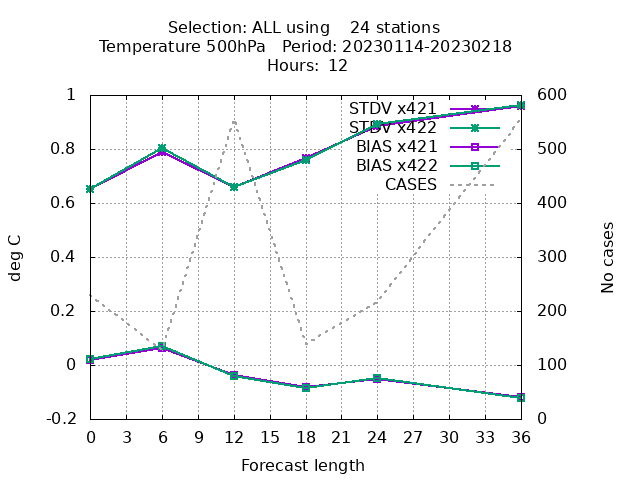 Selection: ALL using    24 stations
Temperature 500hPa   Period: 20230114-20230218
Hours: 12
1
0.8
0.6
0.4
0.2
0
-0.2
deg C
600
500
400
300
200
100
0
No cases
STDV x421
STDV x422
BIAS x421
BIAS x422
CASES
0 3 6 9 12 15 18 21 24 27 30 33 36
Forecast length